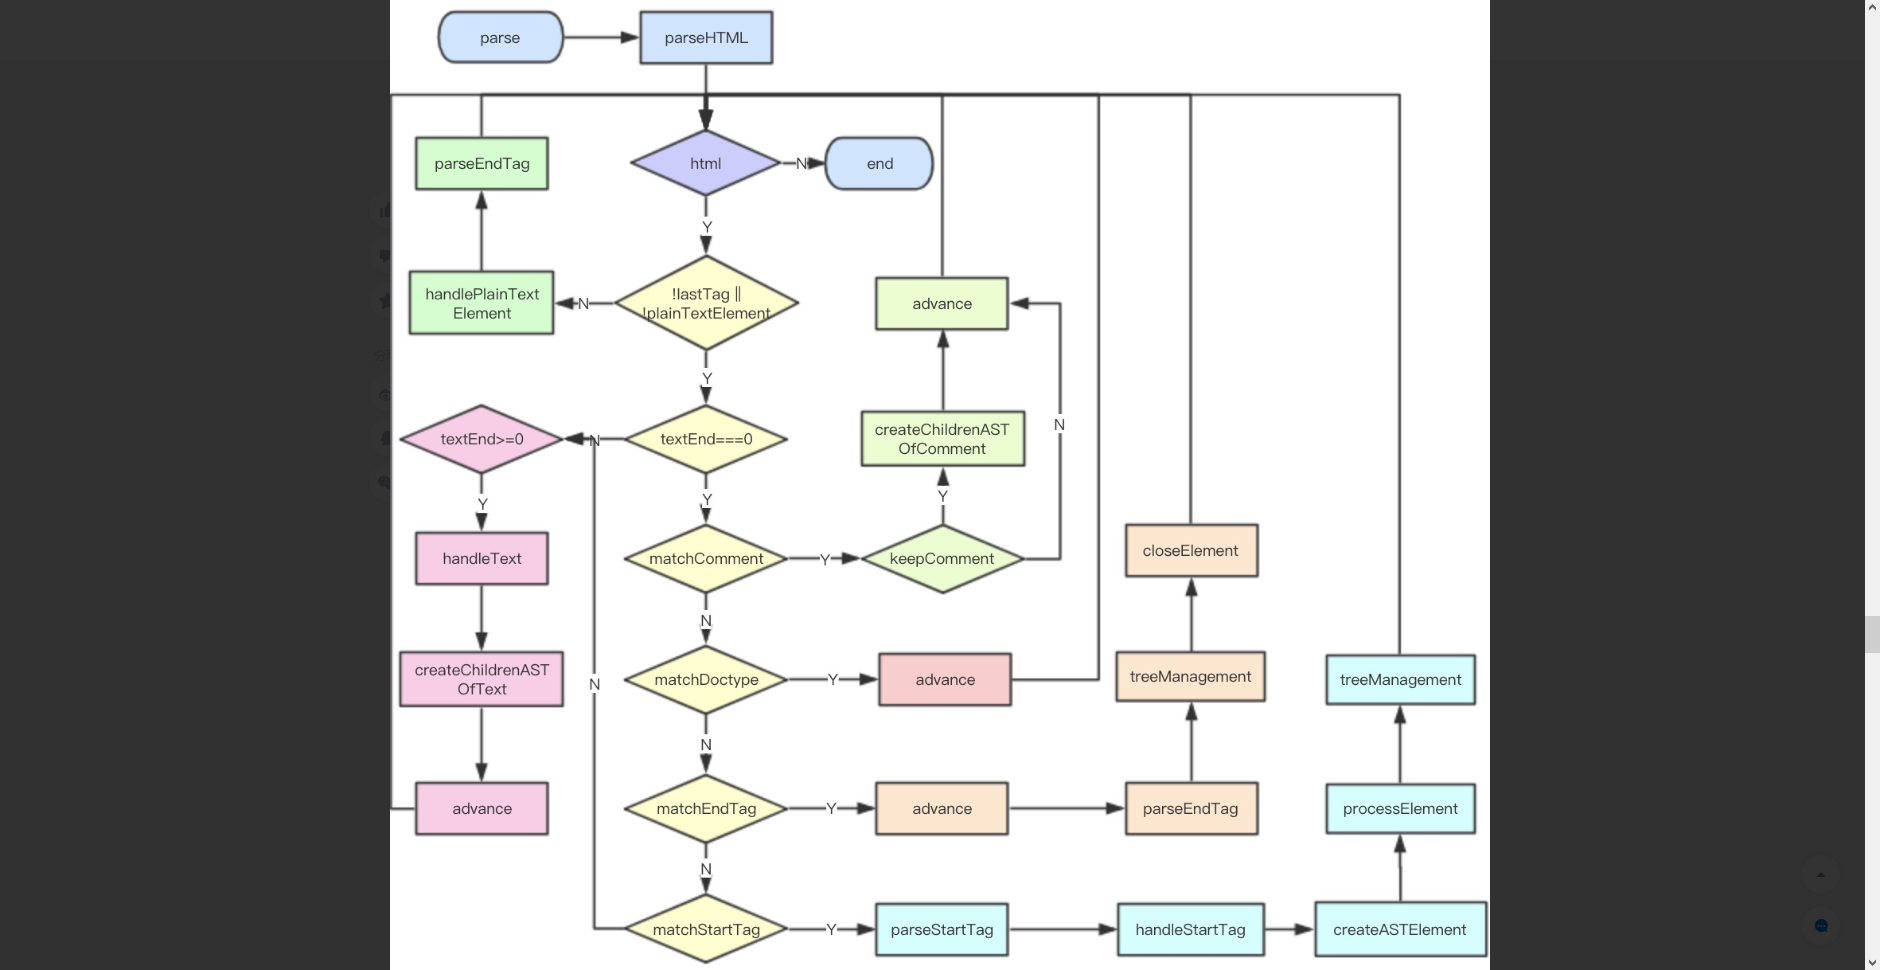 parse
parseHTML
parseEndTag
html
N
end
Y
handlePlainText
Element
N
!lastTag ||
!plainTextElement
advance
Y
textEnd>=0
N
textEnd===0
createChildrenAST
OfComment
N
Y
Y
Y
handleText
matchComment
Y
keepComment
closeElement
N
createChildrenAST
OfText
N
matchDoctype
Y
advance
treeManagement
treeManagement
N
advance
matchEndTag
Y
advance
parseEndTag
processElement
N
matchStartTag
Y
parseStartTag
handleStartTag
createASTElement